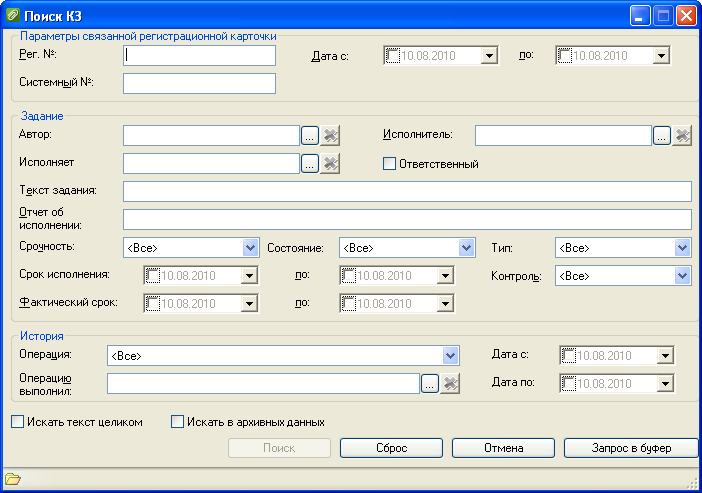 Поиск КЗ
Параметры связанной регистрационной карточки
Рег. №: Дата с: 10.08.2010 по: 10.08.2010
Системный №:
Задание
Автор: ... Исполнитель: ...
Исполняет ... Ответственный
Текст задания:
Отчет об
исполнении:
Срочность: <Все> Состояние: <Все> Тип: <Все>
Срок исполнения: 10.08.2010 по: 10.08.2010 Контроль: <Все>
Фактический срок: 10.08.2010 по: 10.08.2010
История
Операция: <Все> Дата с: 10.08.2010
Операцию
выполнил: ... Дата по: 10.08.2010
Искать текст целиком Искать в архивных данных
Поиск Сброс Отмена Запрос в буфер